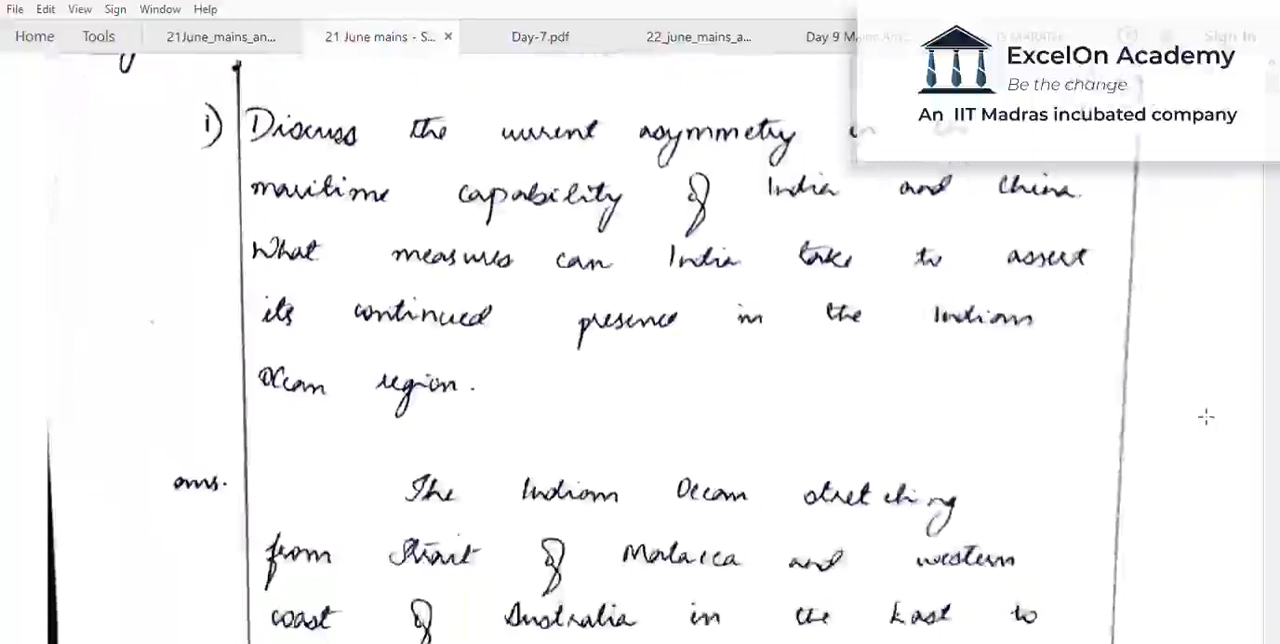 File Edit View Sign Window Help
Home Tools 21June_mains_an... 21 June mains - S... × Day-7.pdf 22_june_mains_a... Day 9 M Sign In
ExcelOn Academy
Be the change
An IIT Madras incubated company
i) Discuss the current asymmetry
maritime capability of India and China.
What measures can India take to assert
its continued presence in the Indian
Ocean region.
ans. The Indian Ocean stretching
from Strait of Malacca and western
coast of Australia in the East to